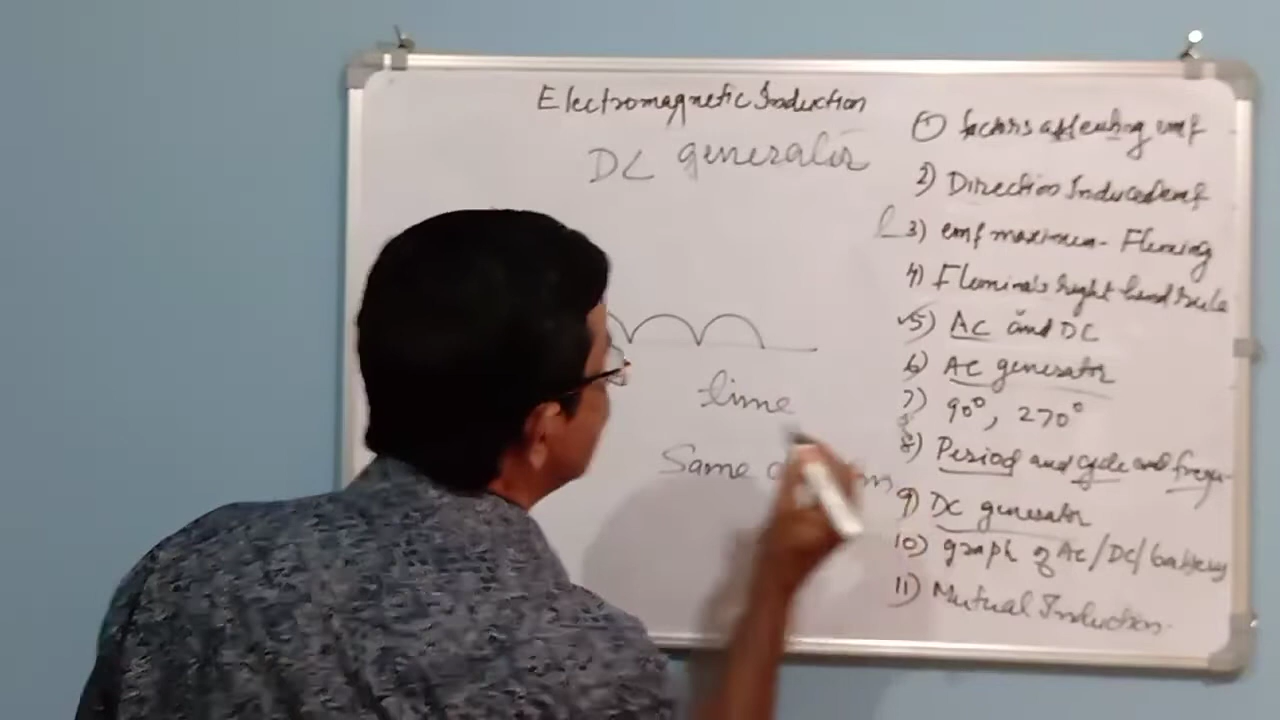 Electromagnetic Induction
DC generator
time
Same
1) factors affecting emf
2) Direction Induced emf
3) emf maximum - Fleming
4) Fleming's right hand rule
5) AC and DC
6) AC generator
7) 90°, 270°
8) Period and cycle and frequ-
9) DC generator
10) graph of AC/DC/battery
11) Mutual Induction.